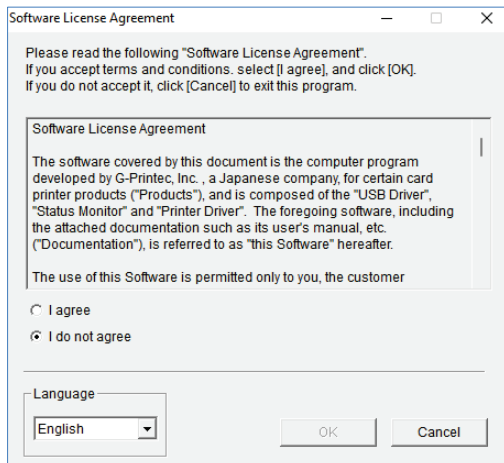 Software License Agreement
Please read the following "Software License Agreement".
If you accept terms and conditions. select [I agree], and click [OK].
If you do not accept it, click [Cancel] to exit this program.
Software License Agreement
The software covered by this document is the computer program
developed by G-Printec, Inc. , a Japanese company, for certain card
printer products ("Products"), and is composed of the "USB Driver",
"Status Monitor" and "Printer Driver".  The foregoing software, including
the attached documentation such as its user's manual, etc.
("Documentation"), is referred to as "this Software" hereafter.
The use of this Software is permitted only to you, the customer
I agree
I do not agree
Language
English
OK
Cancel